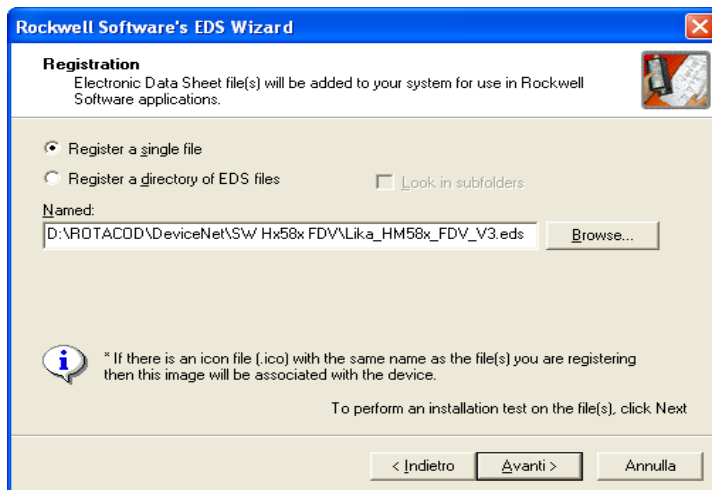 Rockwell Software's EDS Wizard
Registration
Electronic Data Sheet file(s) will be added to your system for use in Rockwell
Software applications.
Register a single file
Register a directory of EDS files
Look in subfolders
Named:
D:\ROTACOD\DeviceNet\SW Hx58x FDV\Lika_HM58x_FDV_V3.eds
Browse...
* If there is an icon file (.ico) with the same name as the file(s) you are registering
then this image will be associated with the device.
To perform an installation test on the file(s), click Next
< Indietro
Avanti >
Annulla